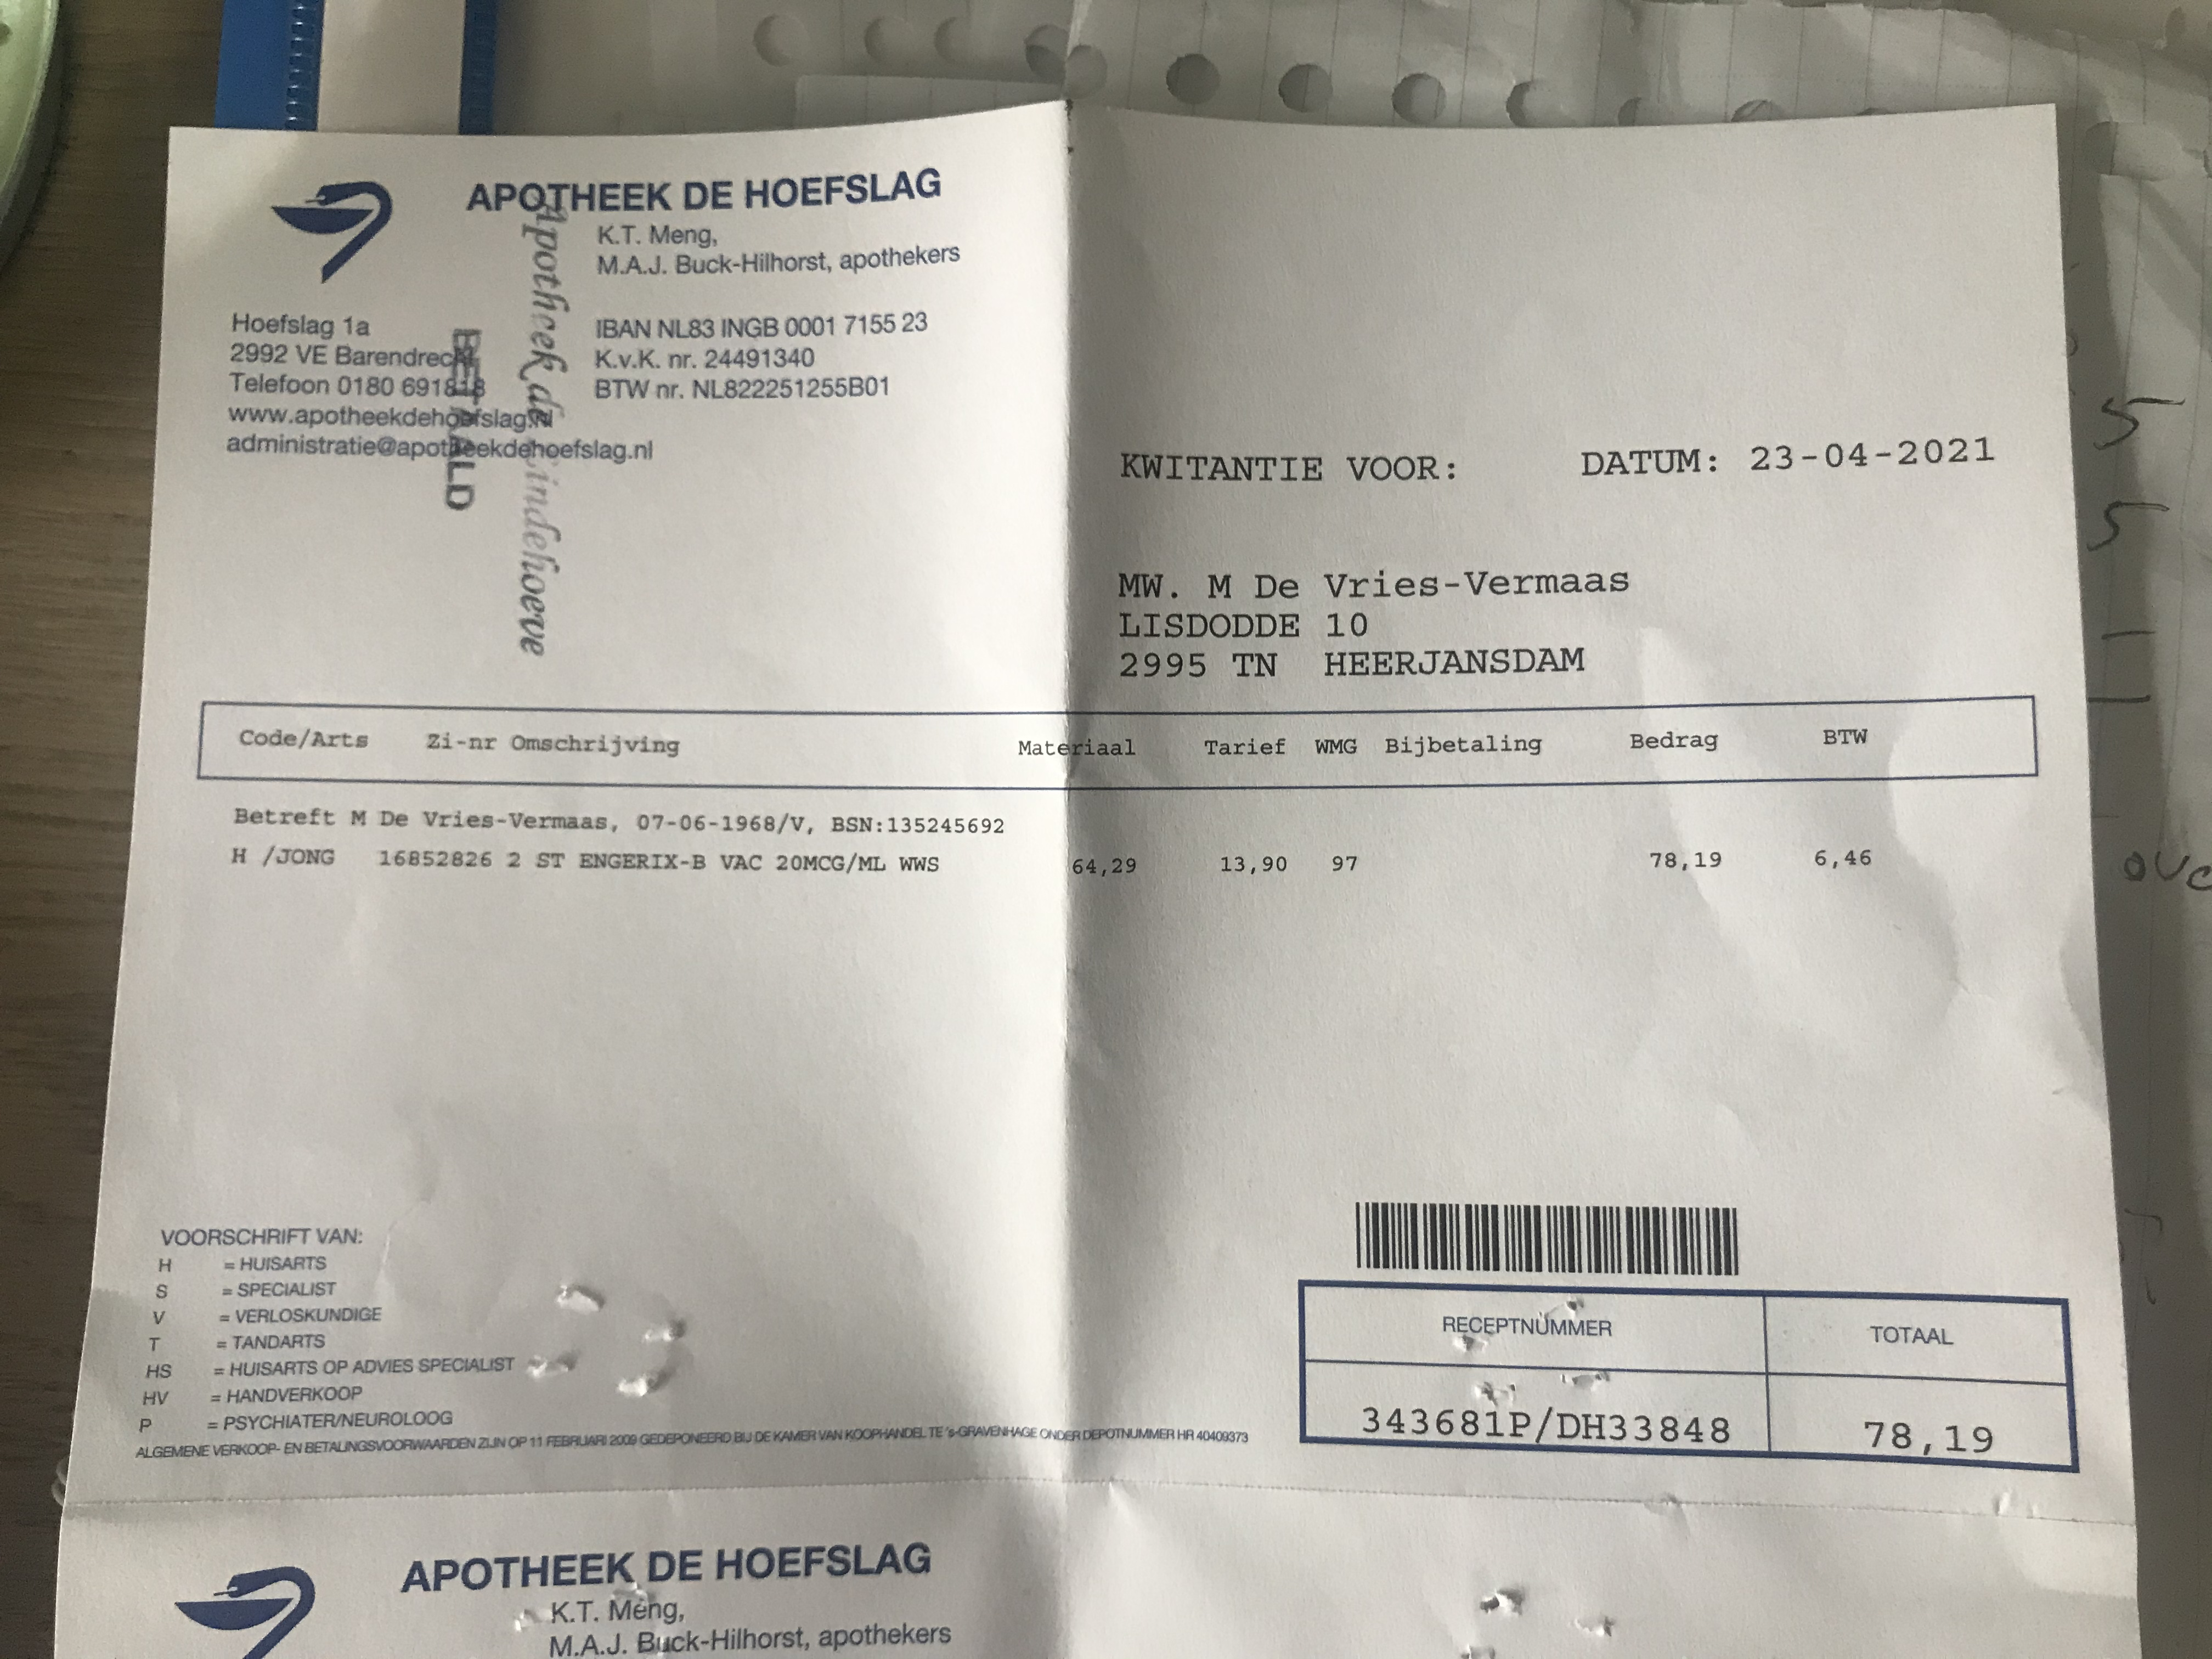 APOTHEEK DE HOEFSLAG
K.T. Meng,
M.A.J. Buck-Hilhorst, apothekers
Hoefslag 1a
2992 VE Barendrecht
Telefoon 0180 691818
www.apotheekdehoefslag.nl
administratie@apotheekdehoefslag.nl
IBAN NL83 INGB 0001 7155 23
K.v.K. nr. 24491340
BTW nr. NL822251255B01
BETAALD
Apotheek de Eindehoeve
KWITANTIE VOOR: DATUM: 23-04-2021
MW. M De Vries-Vermaas
LISDODDE 10
2995 TN HEERJANSDAM
Code/Arts Zi-nr Omschrijving Materiaal Tarief WMG Bijbetaling Bedrag BTW
Betreft M De Vries-Vermaas, 07-06-1968/V, BSN:135245692
H /JONG 16852826 2 ST ENGERIX-B VAC 20MCG/ML WWS 64,29 13,90 97 78,19 6,46
VOORSCHRIFT VAN:
H = HUISARTS
S = SPECIALIST
V = VERLOSKUNDIGE
T = TANDARTS
HS = HUISARTS OP ADVIES SPECIALIST
HV = HANDVERKOOP
P = PSYCHIATER/NEUROLOOG
ALGEMENE VERKOOP- EN BETALINGSVOORWAARDEN ZIJN OP 11 FEBRUARI 2009 GEDEPONEERD BIJ DE KAMER VAN KOOPHANDEL TE 's-GRAVENHAGE ONDER DEPOTNUMMER HR 40409373
RECEPTNUMMER TOTAAL
343681P/DH33848 78,19
APOTHEEK DE HOEFSLAG
K.T. Meng,
M.A.J. Buck-Hilhorst, apothekers
5
5